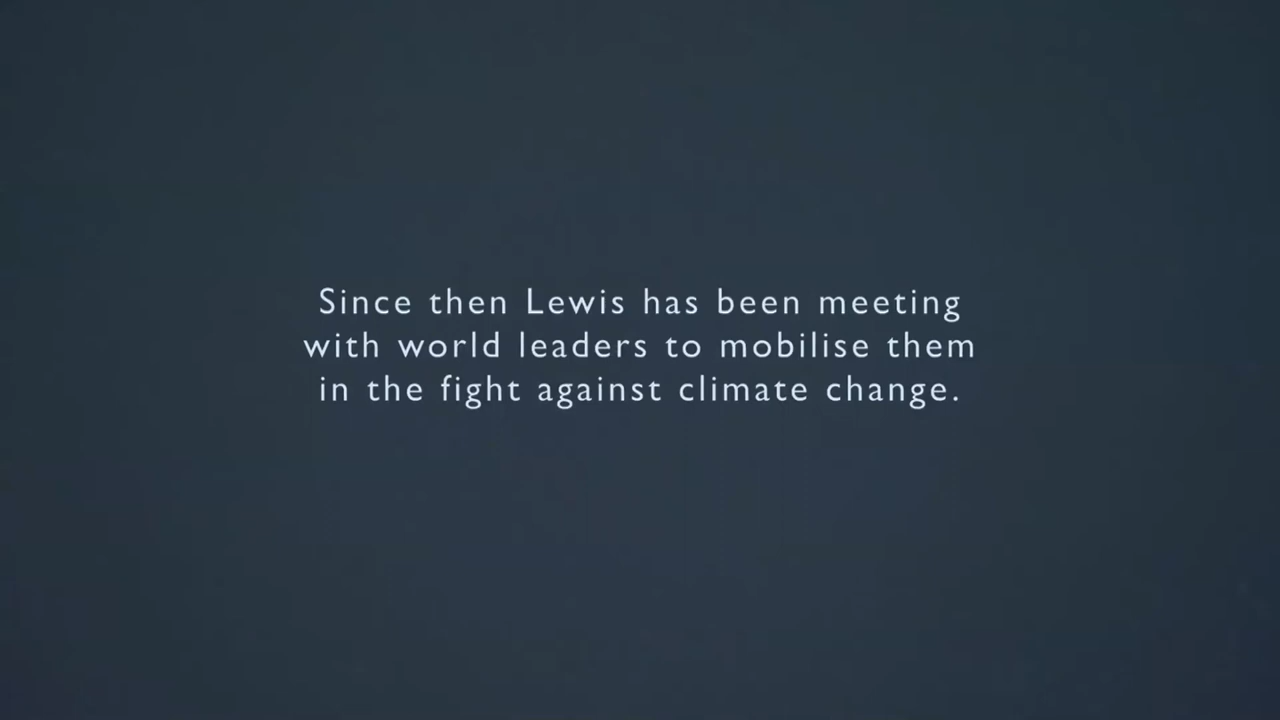 Since then Lewis has been meeting
with world leaders to mobilise them
in the fight against climate change.